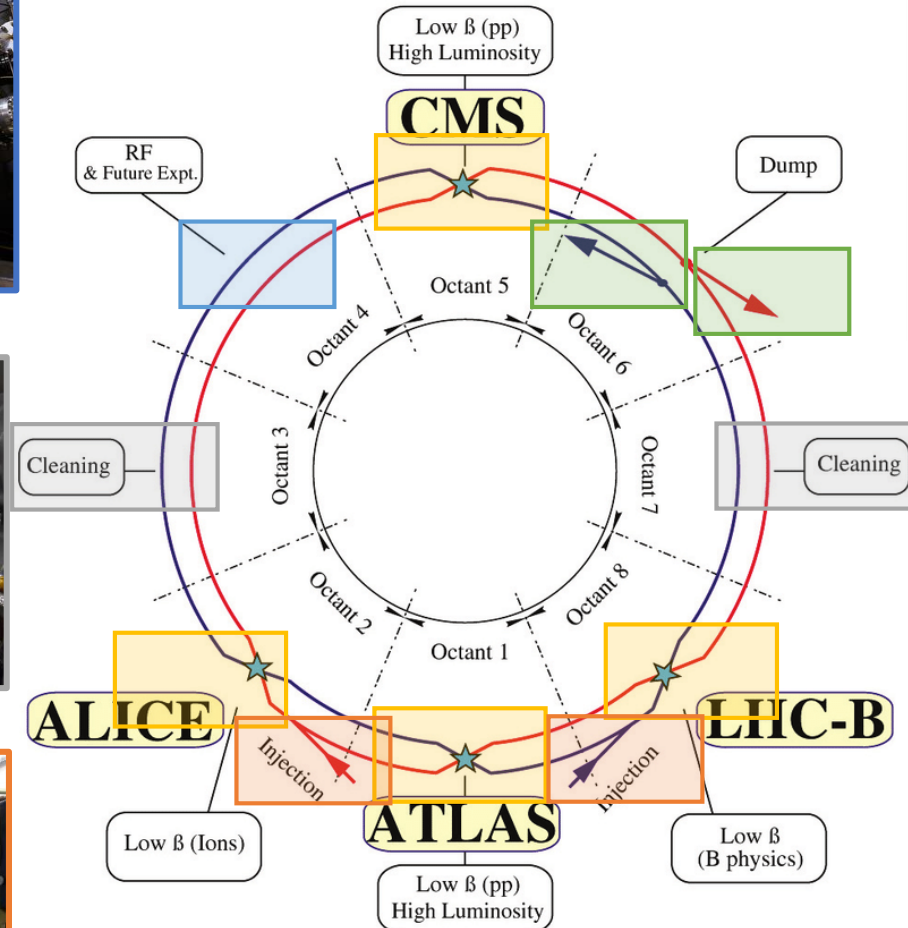 Low ß (pp)
High Luminosity
CMS
RF
& Future Expt.
Dump
Octant 5
Octant 4
Octant 6
Cleaning
Octant 3
Octant 7
Cleaning
Octant 2
Octant 8
Octant 1
ALICE
LHC-B
Injection
Injection
ATLAS
Low ß (Ions)
Low ß
(B physics)
Low ß (pp)
High Luminosity